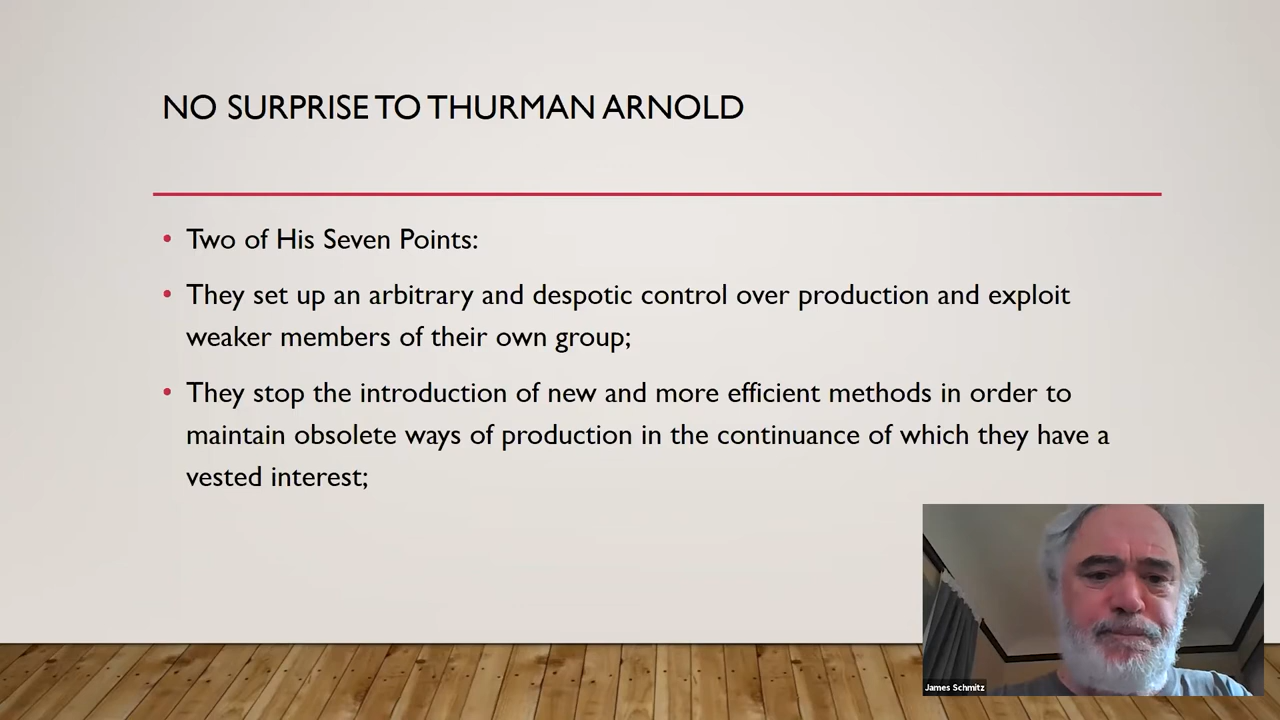 NO SURPRISE TO THURMAN ARNOLD
• Two of His Seven Points:
• They set up an arbitrary and despotic control over production and exploit
weaker members of their own group;
• They stop the introduction of new and more efficient methods in order to
maintain obsolete ways of production in the continuance of which they have a
vested interest;
James Schmitz